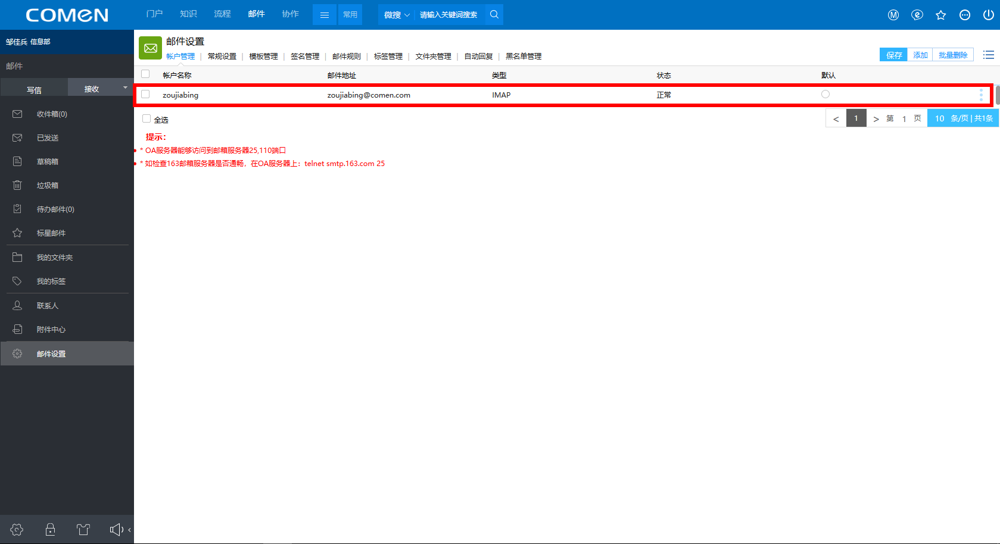 COMEN 门户 知识 流程 邮件 协作 常用 微搜 请输入关键词搜索
邹佳兵 信息部
邮件
写信 接收
收件箱(0)
已发送
草稿箱
垃圾箱
待办邮件(0)
标星邮件
我的文件夹
我的标签
联系人
附件中心
邮件设置
邮件设置
帐户管理 | 常规设置 | 模板管理 | 签名管理 | 邮件规则 | 标签管理 | 文件夹管理 | 自动回复 | 黑名单管理
保存 添加 批量删除
帐户名称 邮件地址 类型 状态 默认
zoujiabing zoujiabing@comen.com IMAP 正常
全选
< 1 > 第 1 页 10 条/页 | 共1条
提示：
* OA服务器能够访问到邮箱服务器25,110端口
* 如检查163邮箱服务器是否通畅，在OA服务器上：telnet smtp.163.com 25